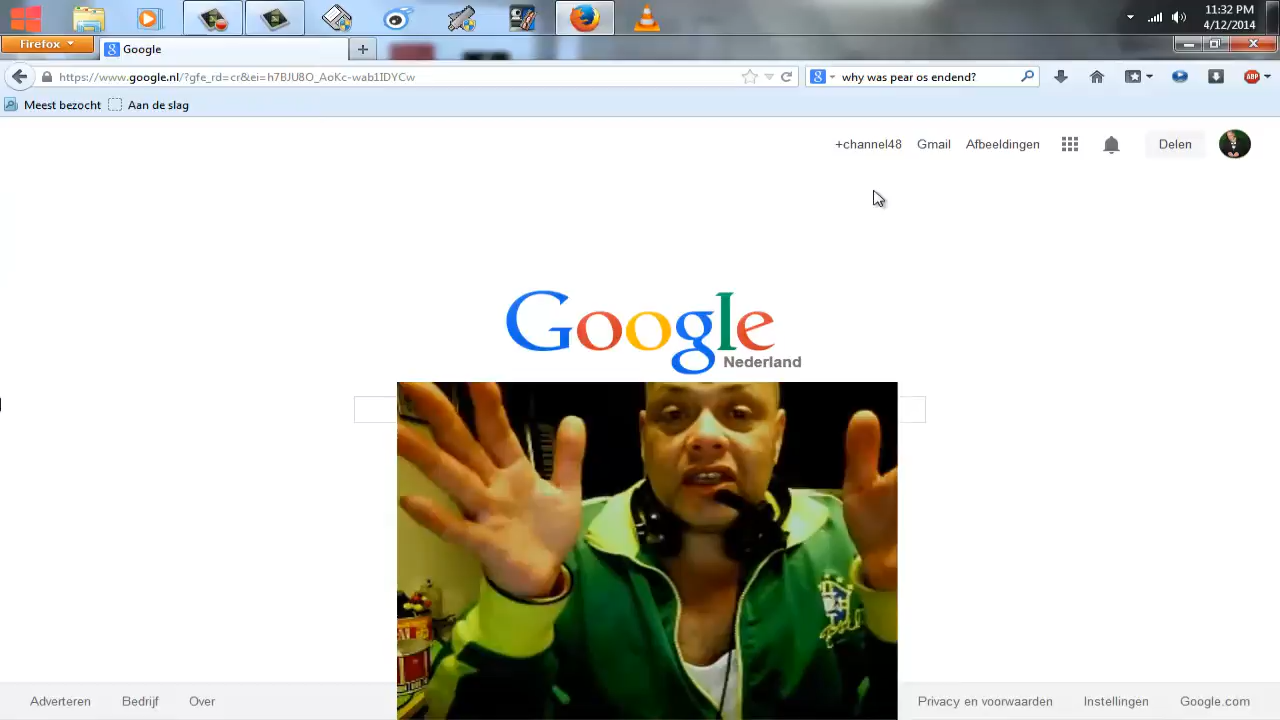 11:32 PM
4/12/2014
Firefox
Google
https://www.google.nl/?gfe_rd=cr&ei=h7BJU8O_AoKc-wab1IDYCw
why was pear os endend?
ABP
Meest bezocht
Aan de slag
+channel48
Gmail
Afbeeldingen
Delen
Google
Nederland
Adverteren
Bedrijf
Over
Privacy en voorwaarden
Instellingen
Google.com